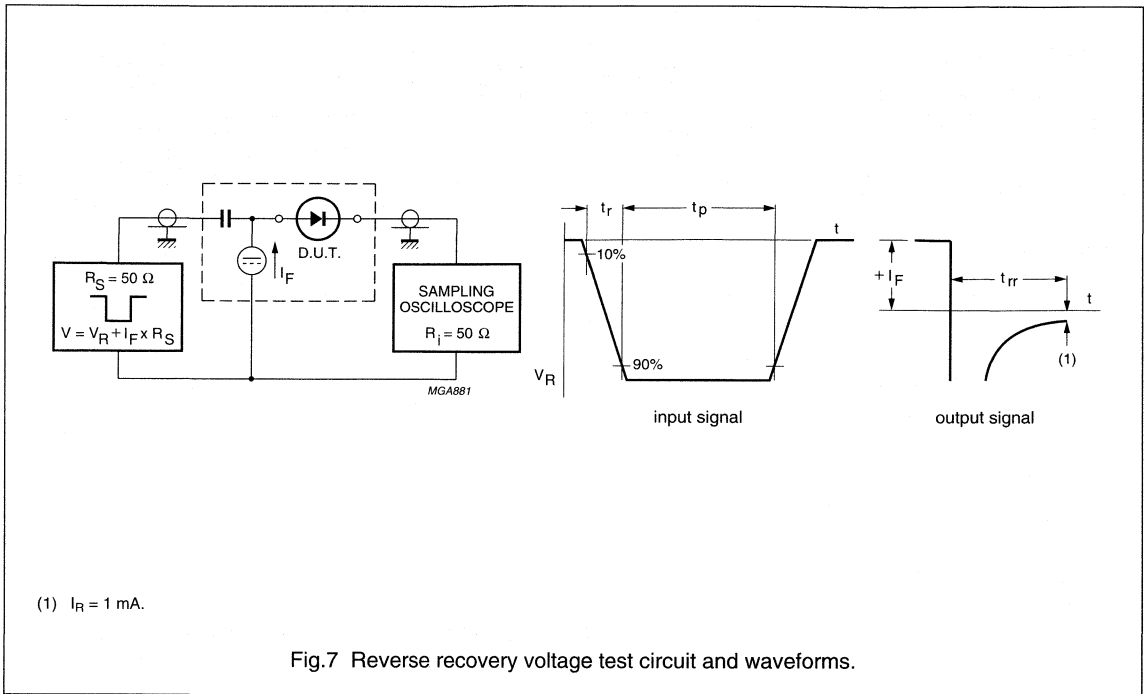 R_S = 50 Ω
V = V_R + I_F x R_S
I_F
D.U.T.
SAMPLING
OSCILLOSCOPE
R_i = 50 Ω
MGA881
t_r
t_p
t
10%
90%
V_R
input signal
+ I_F
t_rr
t
(1)
output signal
(1) I_R = 1 mA.
Fig.7 Reverse recovery voltage test circuit and waveforms.